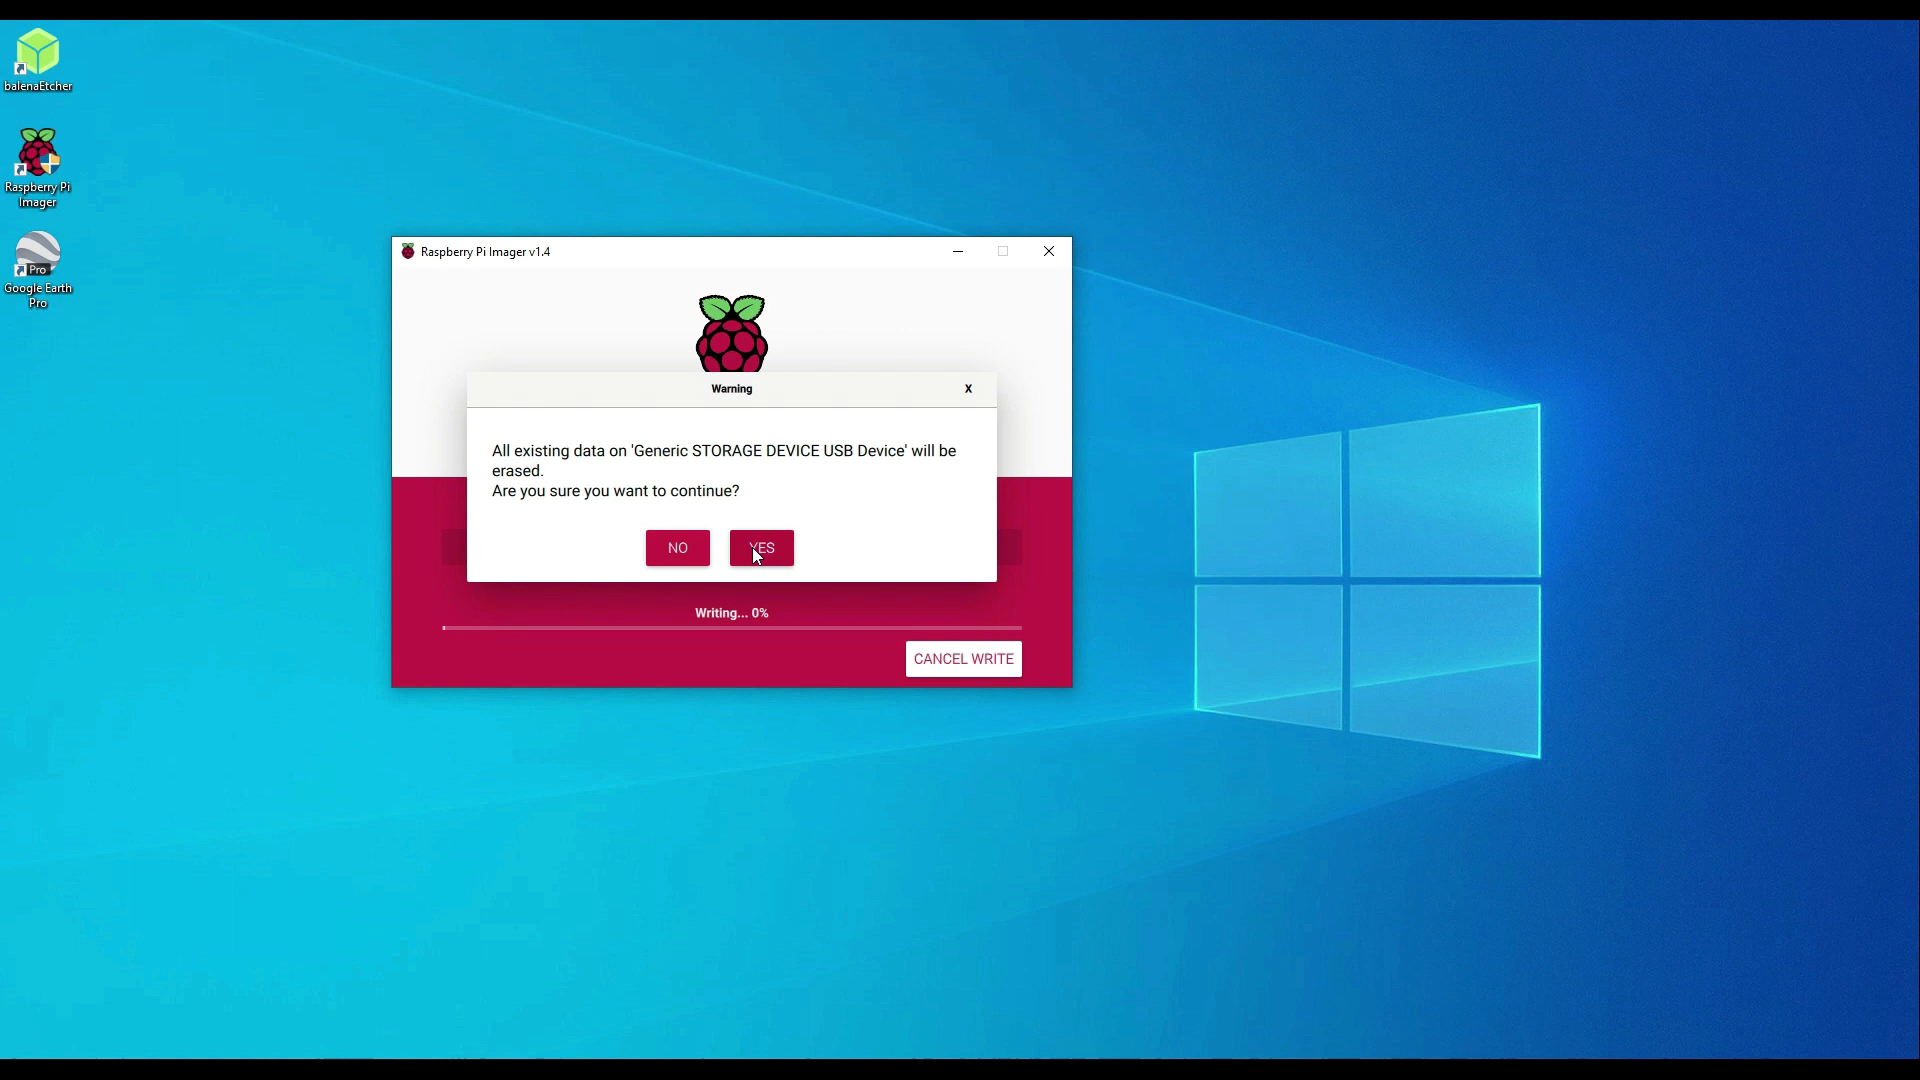 balenaEtcher
Raspberry Pi
Imager
Pro
Google Earth
Pro
Raspberry Pi Imager v1.4
Warning
X
All existing data on 'Generic STORAGE DEVICE USB Device' will be
erased.
Are you sure you want to continue?
NO
YES
Writing... 0%
CANCEL WRITE